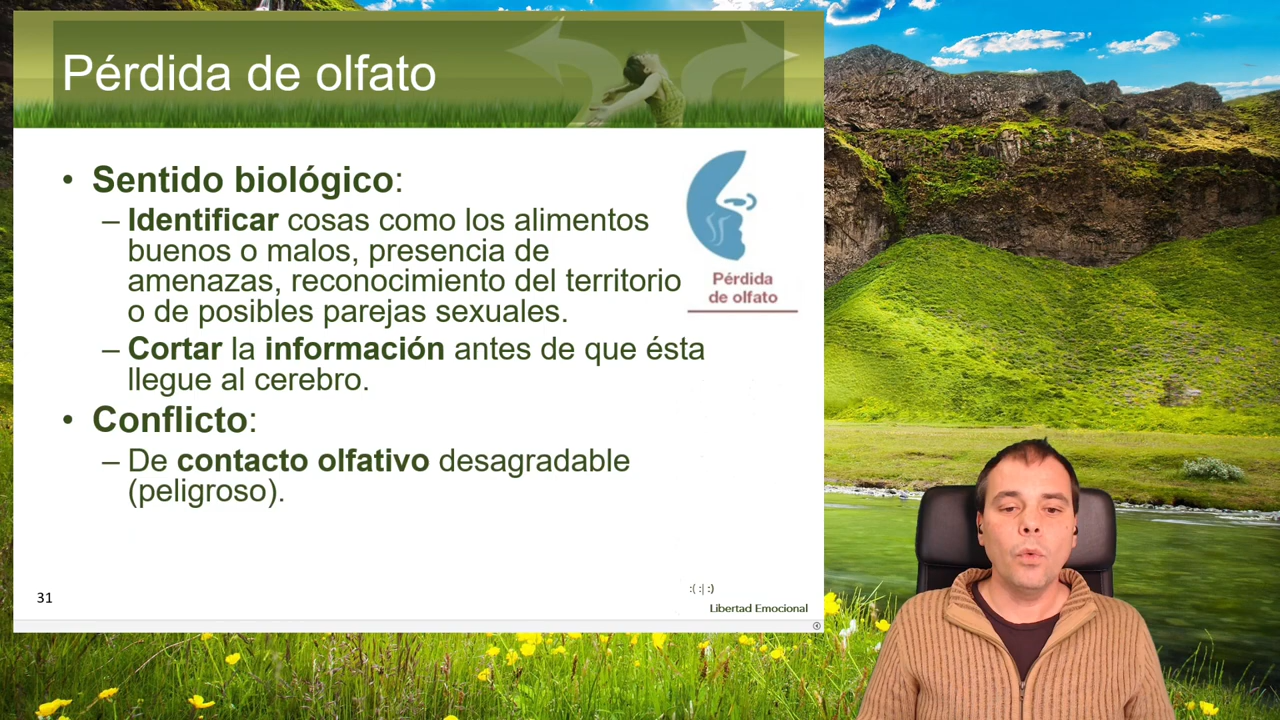 Pérdida de olfato
• Sentido biológico:
– Identificar cosas como los alimentos
buenos o malos, presencia de
amenazas, reconocimiento del territorio
o de posibles parejas sexuales.
– Cortar la información antes de que ésta
llegue al cerebro.
• Conflicto:
– De contacto olfativo desagradable
(peligroso).
Pérdida
de olfato
31
:( :| :)
Libertad Emocional